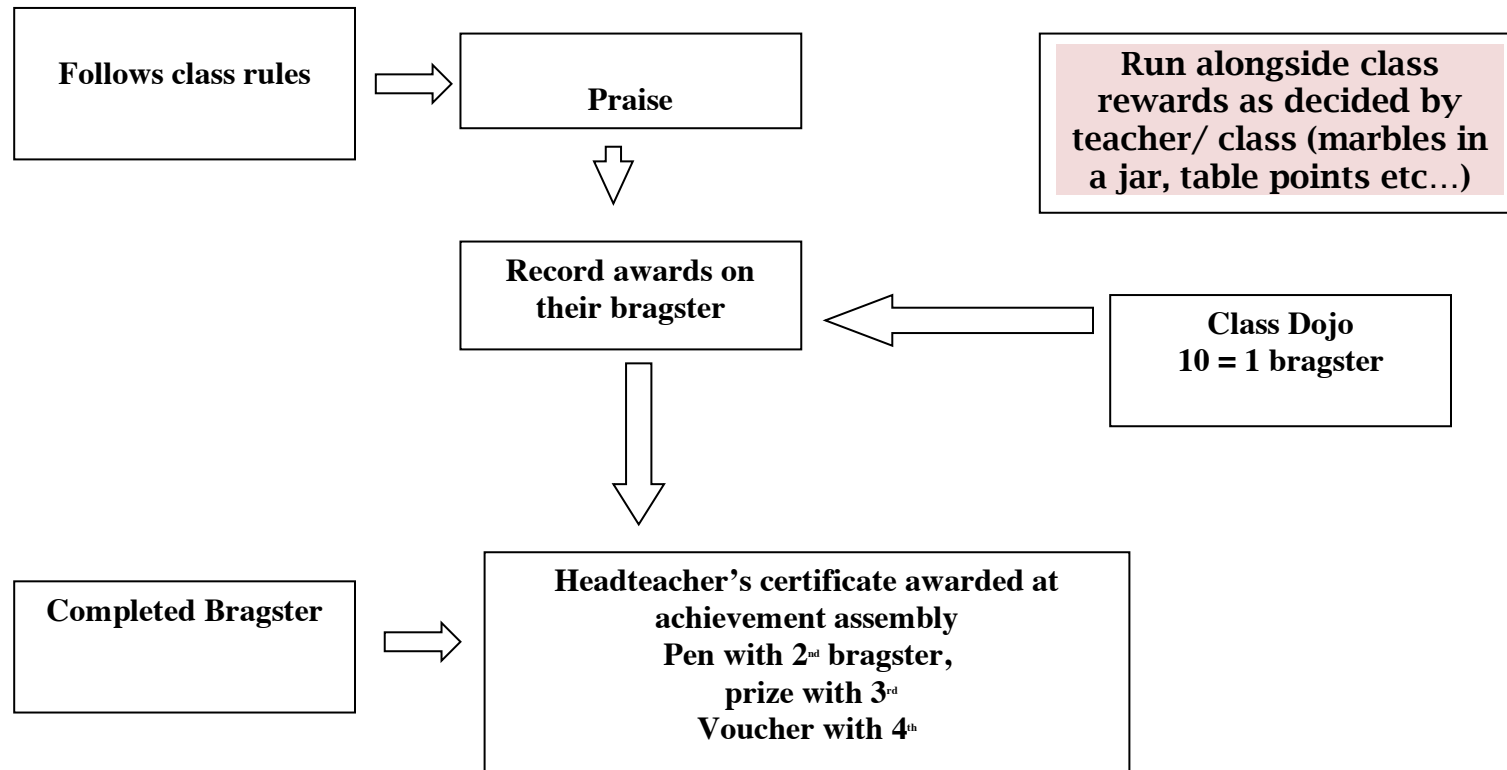 Follows class rules
Praise
Run alongside class
rewards as decided by
teacher/ class (marbles in
a jar, table points etc…)
Record awards on
their bragster
Class Dojo
10 = 1 bragster
Completed Bragster
Headteacher’s certificate awarded at
achievement assembly
Pen with 2nd bragster,
prize with 3rd
Voucher with 4th